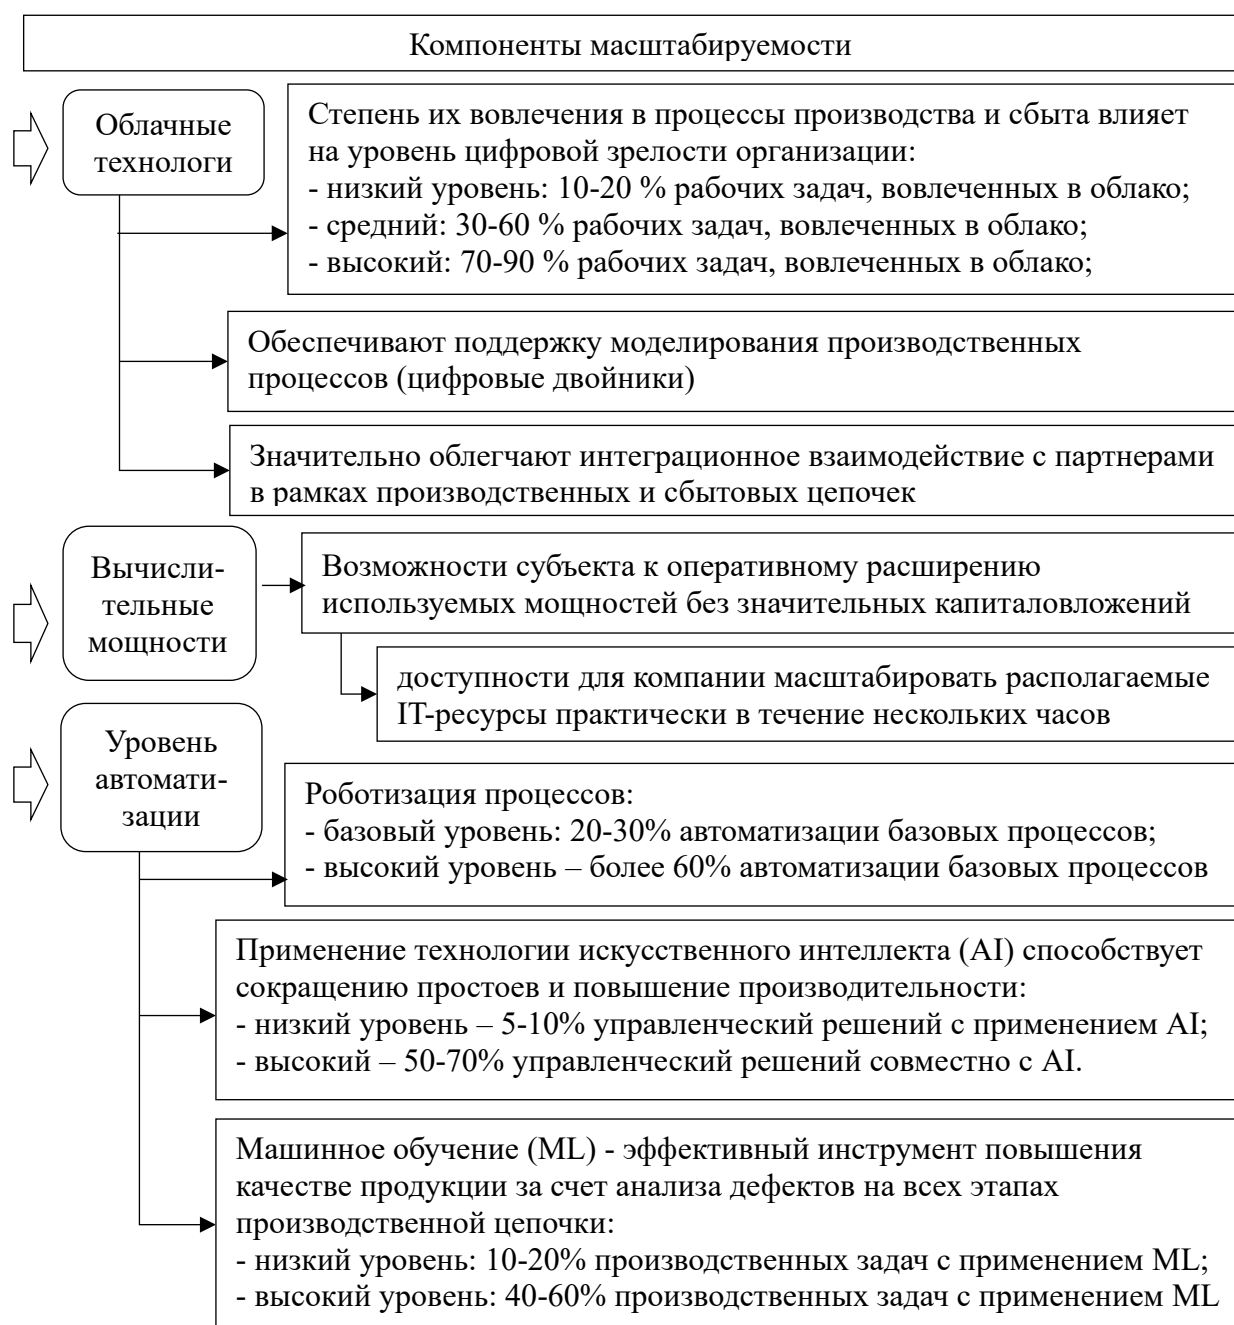 Компоненты масштабируемости
Облачные
технологи
Степень их вовлечения в процессы производства и сбыта влияет
на уровень цифровой зрелости организации:
- низкий уровень: 10-20 % рабочих задач, вовлеченных в облако;
- средний: 30-60 % рабочих задач, вовлеченных в облако;
- высокий: 70-90 % рабочих задач, вовлеченных в облако;
Обеспечивают поддержку моделирования производственных
процессов (цифровые двойники)
Значительно облегчают интеграционное взаимодействие с партнерами
в рамках производственных и сбытовых цепочек
Вычисли-
тельные
мощности
Возможности субъекта к оперативному расширению
используемых мощностей без значительных капиталовложений
доступности для компании масштабировать располагаемые
IT-ресурсы практически в течение нескольких часов
Уровень
автомати-
зации
Роботизация процессов:
- базовый уровень: 20-30% автоматизации базовых процессов;
- высокий уровень – более 60% автоматизации базовых процессов
Применение технологии искусственного интеллекта (AI) способствует
сокращению простоев и повышение производительности:
- низкий уровень – 5-10% управленческий решений с применением AI;
- высокий – 50-70% управленческий решений совместно с AI.
Машинное обучение (ML) - эффективный инструмент повышения
качестве продукции за счет анализа дефектов на всех этапах
производственной цепочки:
- низкий уровень: 10-20% производственных задач с применением ML;
- высокий уровень: 40-60% производственных задач с применением ML